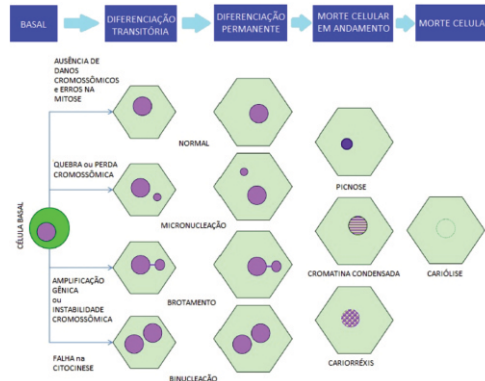 BASAL
DIFERENCIAÇÃO
TRANSITÓRIA
DIFERENCIAÇÃO
PERMANENTE
MORTE CELULAR
EM ANDAMENTO
MORTE CELULA
AUSÊNCIA DE
DANOS
CROMOSSÔMICOS
e ERROS NA
MITOSE
NORMAL
QUEBRA ou PERDA
CROMOSSÔMICA
PICNOSE
MICRONUCLEAÇÃO
CÉLULA BASAL
CROMATINA CONDENSADA
CARIÓLISE
AMPLIFICAÇÃO
GÊNICA
ou
INSTABILIDADE
CROMOSSÔMICA
BROTAMENTO
FALHA na
CITOCINESE
CARIORRÉXIS
BINUCLEAÇÃO